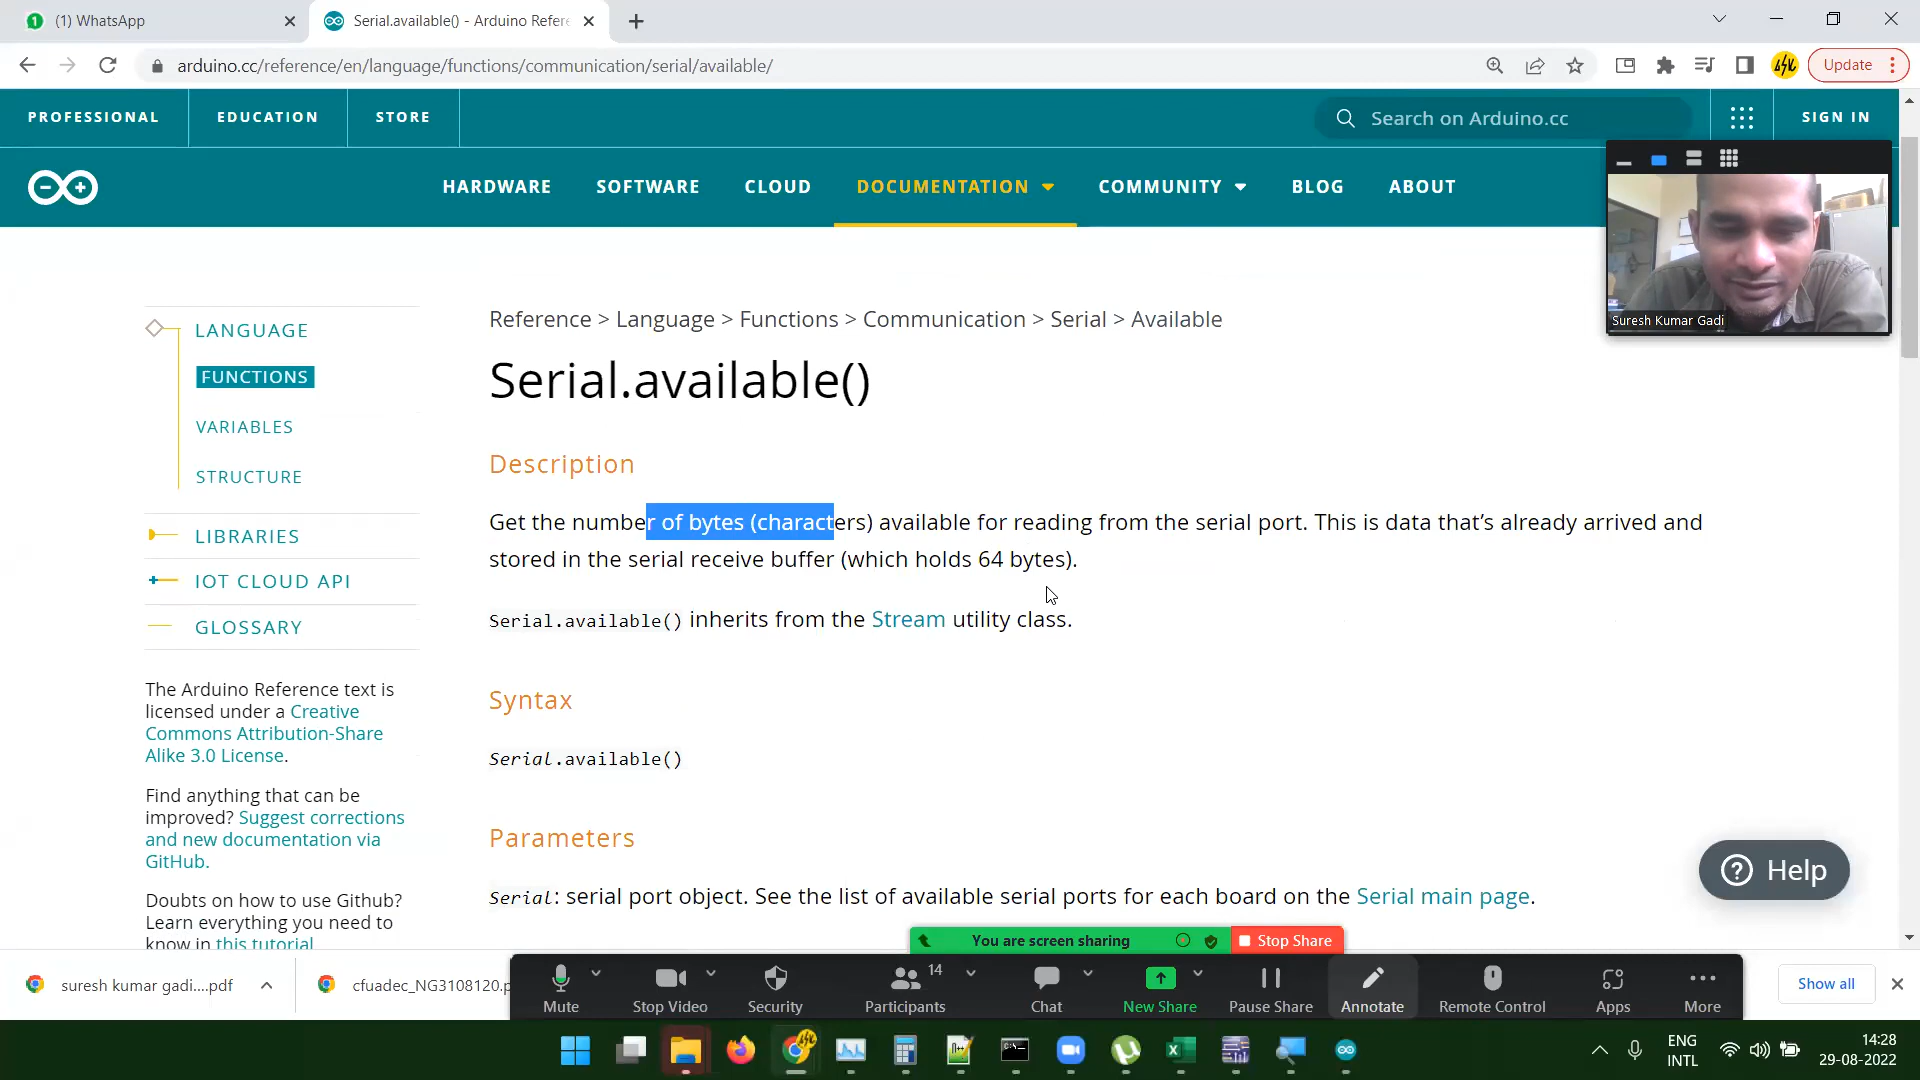 (1) WhatsApp
Serial.available() - Arduino Refere
arduino.cc/reference/en/language/functions/communication/serial/available/
Update
PROFESSIONAL
EDUCATION
STORE
Search on Arduino.cc
SIGN IN
HARDWARE
SOFTWARE
CLOUD
DOCUMENTATION
COMMUNITY
BLOG
ABOUT
Suresh Kumar Gadi
LANGUAGE
FUNCTIONS
VARIABLES
STRUCTURE
LIBRARIES
IOT CLOUD API
GLOSSARY
The Arduino Reference text is
licensed under a Creative
Commons Attribution-Share
Alike 3.0 License.
Find anything that can be
improved? Suggest corrections
and new documentation via
GitHub.
Doubts on how to use Github?
Learn everything you need to
know in this tutorial
Reference > Language > Functions > Communication > Serial > Available
Serial.available()
Description
Get the number of bytes (characters) available for reading from the serial port. This is data that’s already arrived and
stored in the serial receive buffer (which holds 64 bytes).
Serial.available() inherits from the Stream utility class.
Syntax
Serial.available()
Parameters
Serial: serial port object. See the list of available serial ports for each board on the Serial main page.
Help
You are screen sharing
Stop Share
suresh kumar gadi....pdf
cfuadec_NG3108120.p
Mute
Stop Video
Security
14
Participants
Chat
New Share
Pause Share
Annotate
Remote Control
Apps
More
Show all
ENG
INTL
14:28
29-08-2022